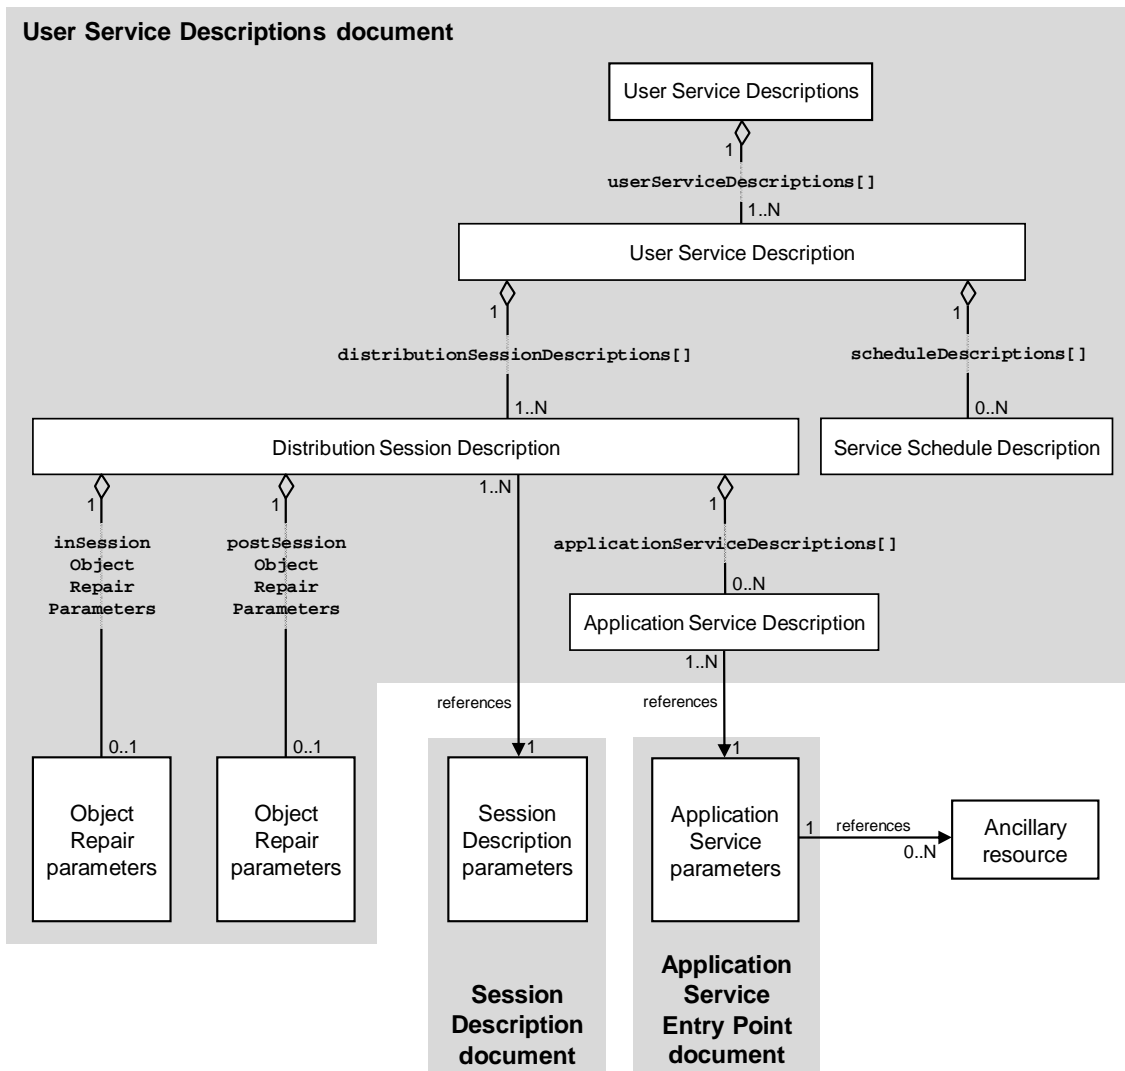 User Service Descriptions document
User Service Descriptions
1
userServiceDescriptions[]
1..N
User Service Description
1
1
distributionSessionDescriptions[]
scheduleDescriptions[]
1..N
0..N
Distribution Session Description
Service Schedule Description
1
1
1..N
1
inSession
Object
Repair
Parameters
postSession
Object
Repair
Parameters
applicationServiceDescriptions[]
0..N
Application Service Description
1..N
references
references
0..1
0..1
1
1
Object
Repair
parameters
Object
Repair
parameters
Session
Description
parameters
Application
Service
parameters
1
references
0..N
Ancillary
resource
Session
Description
document
Application
Service
Entry Point
document